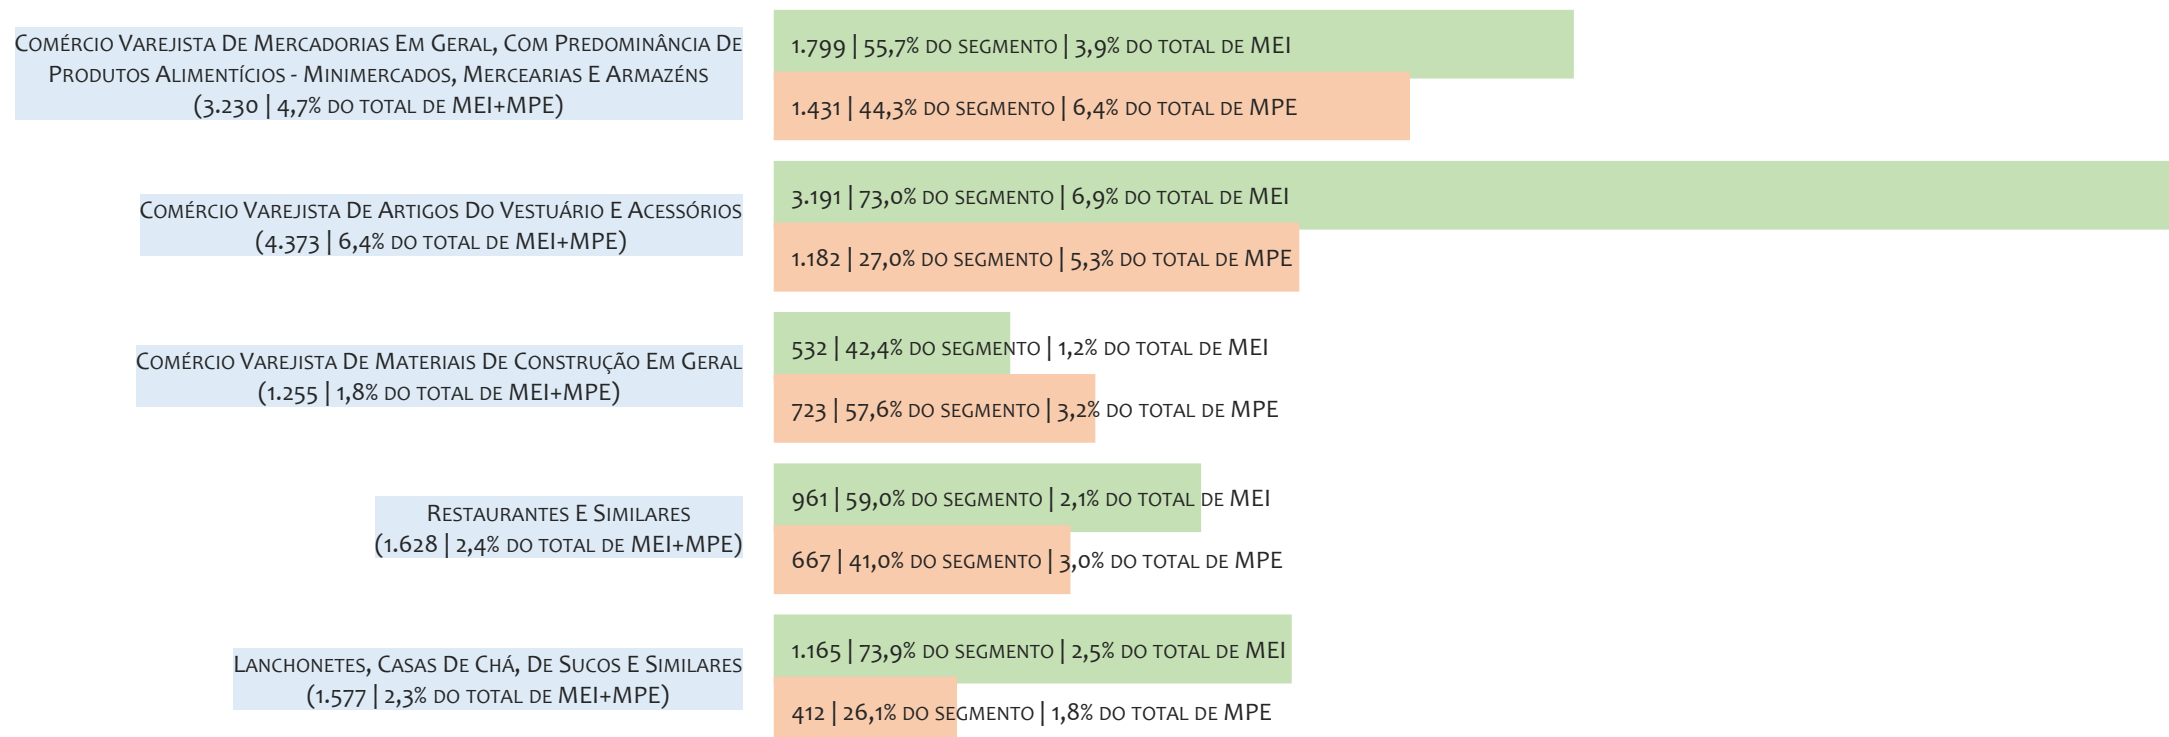 Comércio Varejista De Mercadorias Em Geral, Com Predominância De
Produtos Alimentícios - Minimercados, Mercearias E Armazéns
(3.230 | 4,7% do total de MEI+MPE)
1.799 | 55,7% do segmento | 3,9% do total de MEI
1.431 | 44,3% do segmento | 6,4% do total de MPE
Comércio Varejista De Artigos Do Vestuário E Acessórios
(4.373 | 6,4% do total de MEI+MPE)
3.191 | 73,0% do segmento | 6,9% do total de MEI
1.182 | 27,0% do segmento | 5,3% do total de MPE
Comércio Varejista De Materiais De Construção Em Geral
(1.255 | 1,8% do total de MEI+MPE)
532 | 42,4% do segmento | 1,2% do total de MEI
723 | 57,6% do segmento | 3,2% do total de MPE
Restaurantes E Similares
(1.628 | 2,4% do total de MEI+MPE)
961 | 59,0% do segmento | 2,1% do total de MEI
667 | 41,0% do segmento | 3,0% do total de MPE
Lanchonetes, Casas De Chá, De Sucos E Similares
(1.577 | 2,3% do total de MEI+MPE)
1.165 | 73,9% do segmento | 2,5% do total de MEI
412 | 26,1% do segmento | 1,8% do total de MPE